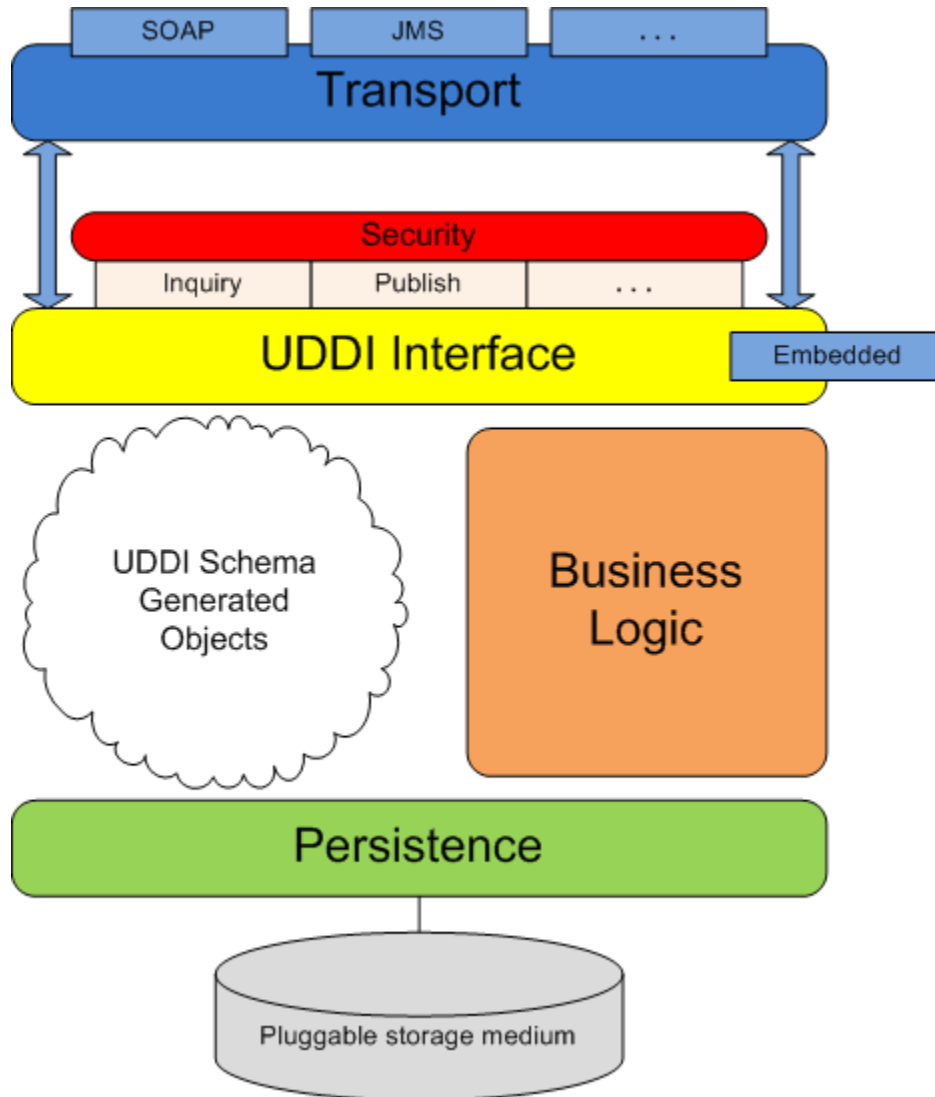 SOAP
JMS
. . .
Transport
Security
Inquiry
Publish
. . .
UDDI Interface
Embedded
UDDI Schema
Generated
Objects
Business
Logic
Persistence
Pluggable storage medium